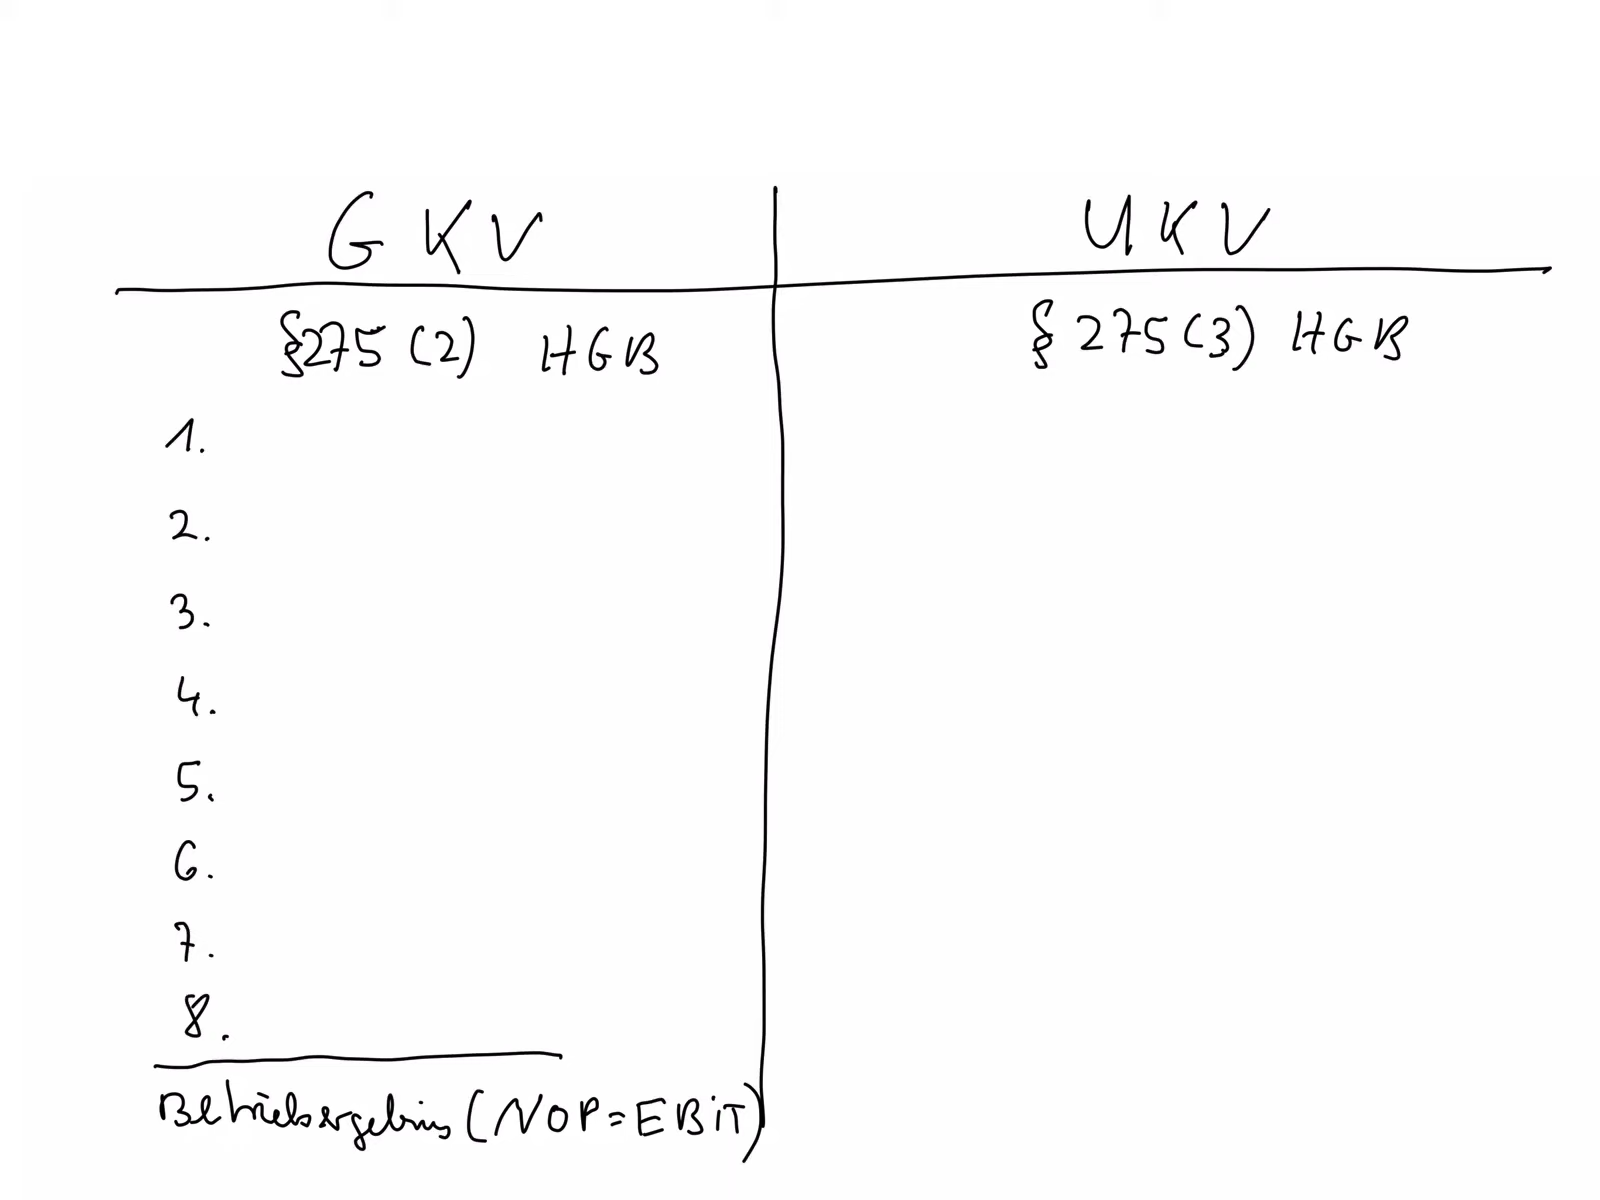 GKV
UKV
§275 (2) HGB
§ 275 (3) HGB
1.
2.
3.
4.
5.
6.
7.
8.
Betriebsergebnis (NOP=EBiT)